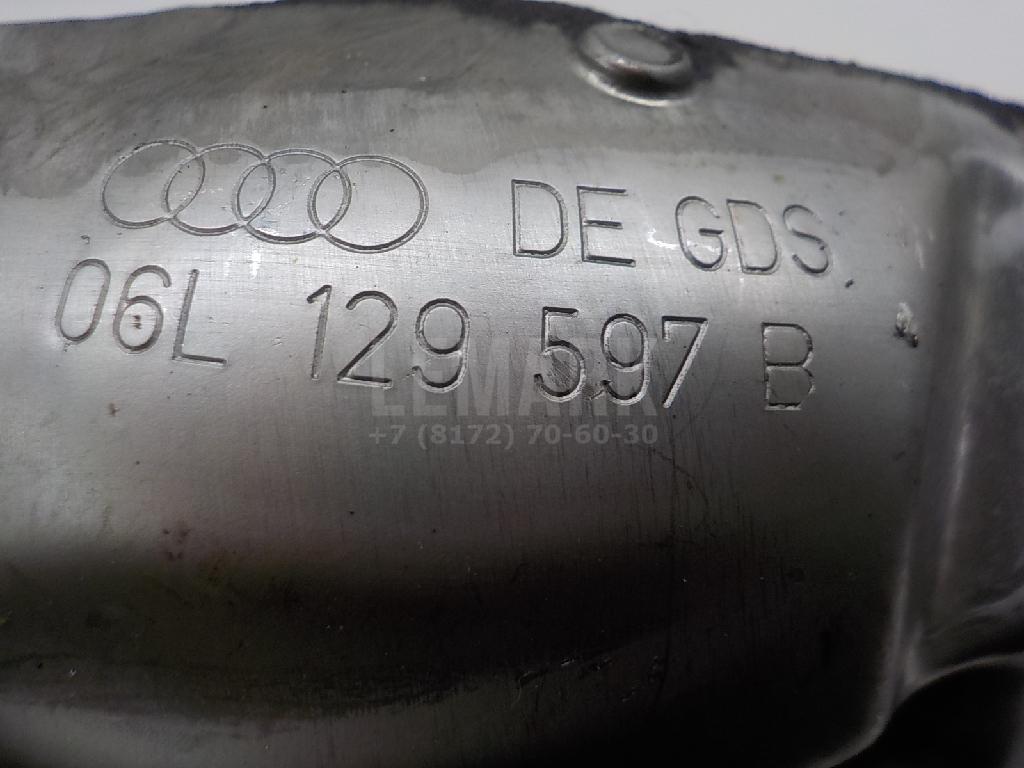 DE GDS
06L 129 597 B
LEMARK
+7 (8172) 70-60-30